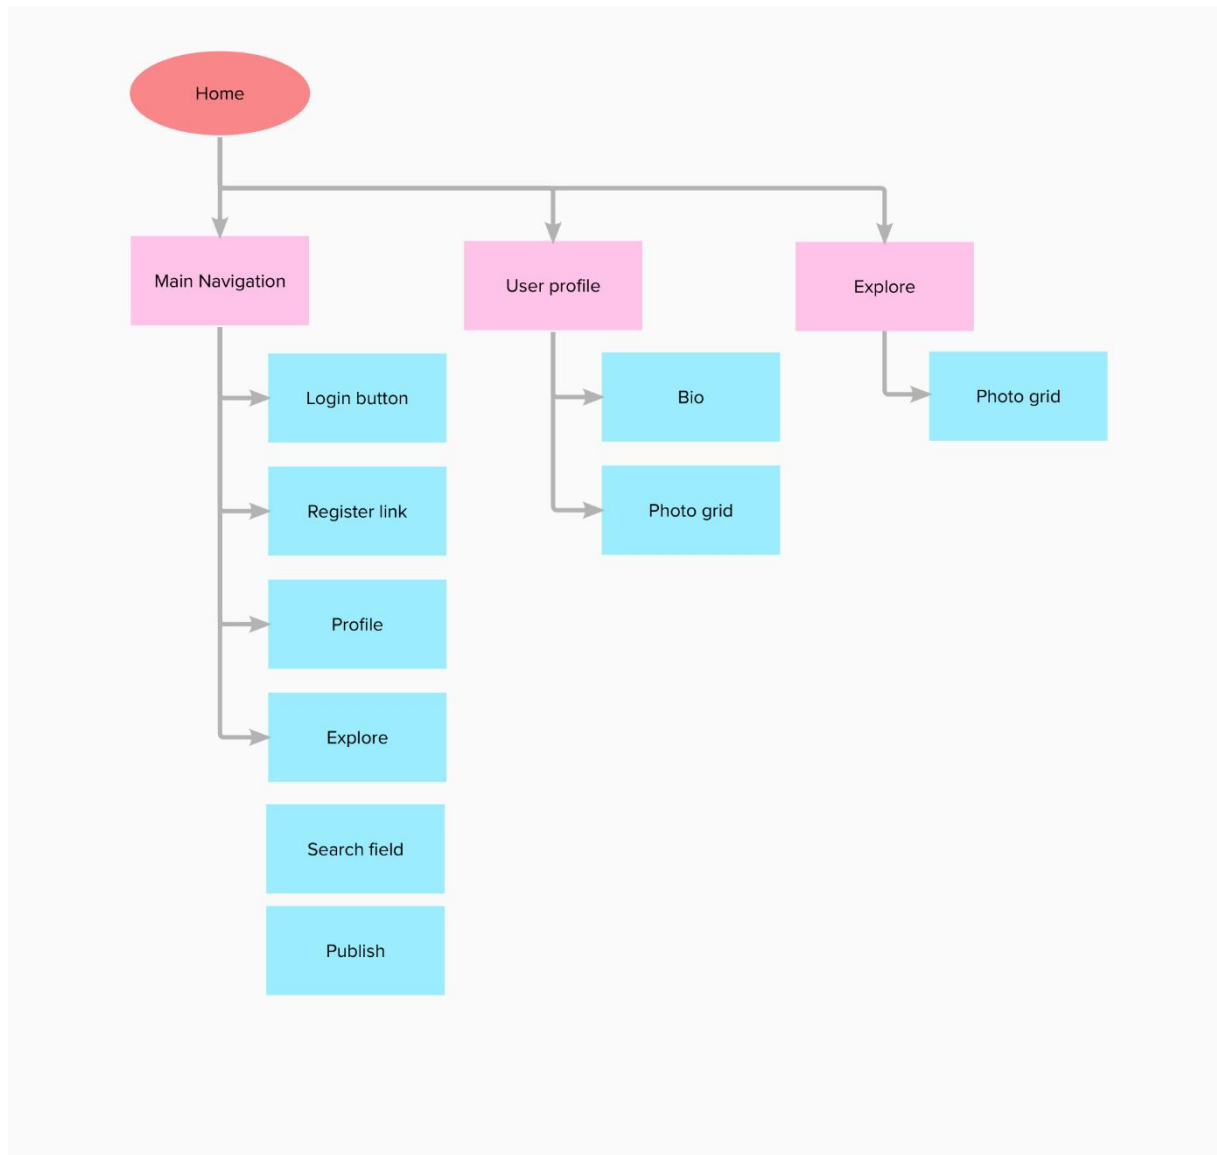 Home
Main Navigation
User profile
Explore
Login button
Bio
Photo grid
Register link
Photo grid
Profile
Explore
Search field
Publish